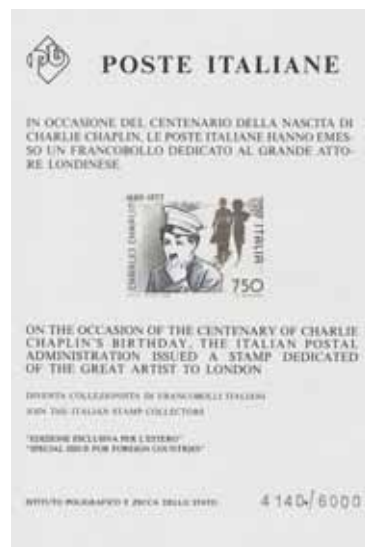 POSTE ITALIANE
IN OCCASIONE DEL CENTENARIO DELLA NASCITA DI
CHARLIE CHAPLIN, LE POSTE ITALIANE HANNO EMES-
SO UN FRANCOBOLLO DEDICATO AL GRANDE ATTO-
RE LONDINESE
1889-1977
CHARLIE CHAPLIN
ITALIA
750
ON THE OCCASION OF THE CENTENARY OF CHARLIE
CHAPLIN'S BIRTHDAY, THE ITALIAN POSTAL
ADMINISTRATION ISSUED A STAMP DEDICATED
OF THE GREAT ARTIST TO LONDON
DIVENTA COLLEZIONISTA DI FRANCOBOLLI ITALIANI
JOIN THE ITALIAN STAMP COLLECTORS
"EDIZIONE ESCLUSIVA PER L'ESTERO"
"SPECIAL ISSUE FOR FOREIGN COUNTRIES"
ISTITUTO POLIGRAFICO E ZECCA DELLO STATO
4140/6000